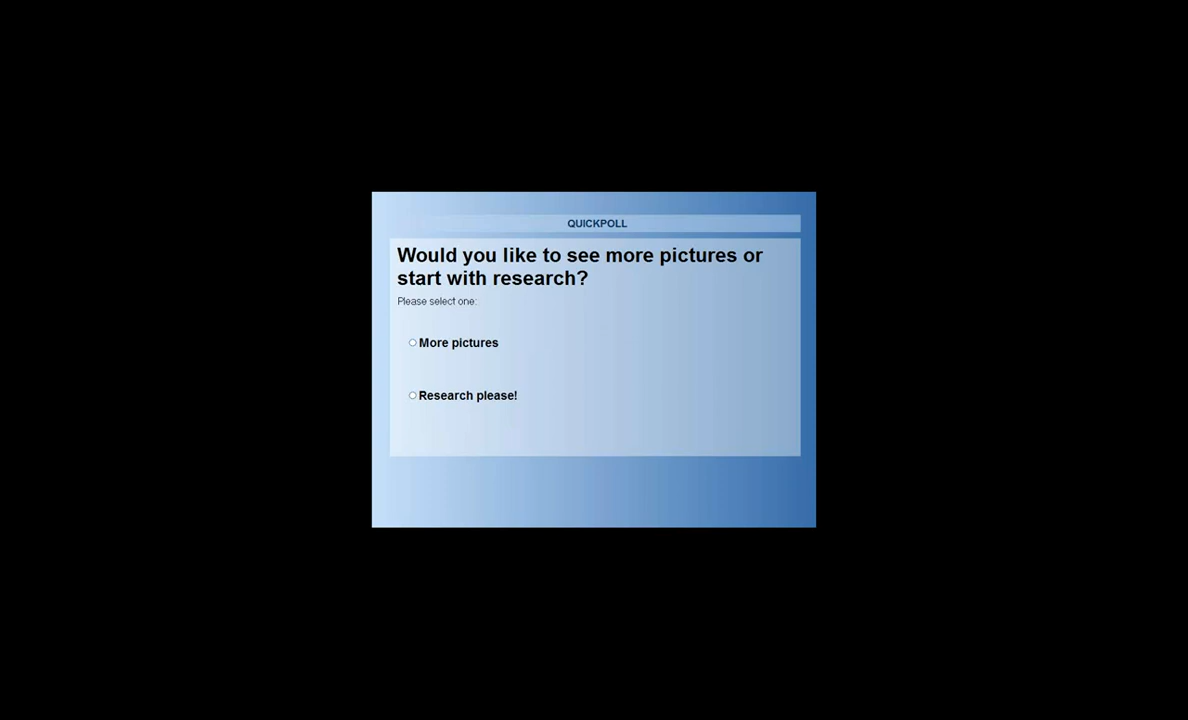 QUICKPOLL
Would you like to see more pictures or
start with research?
Please select one:
More pictures
Research please!